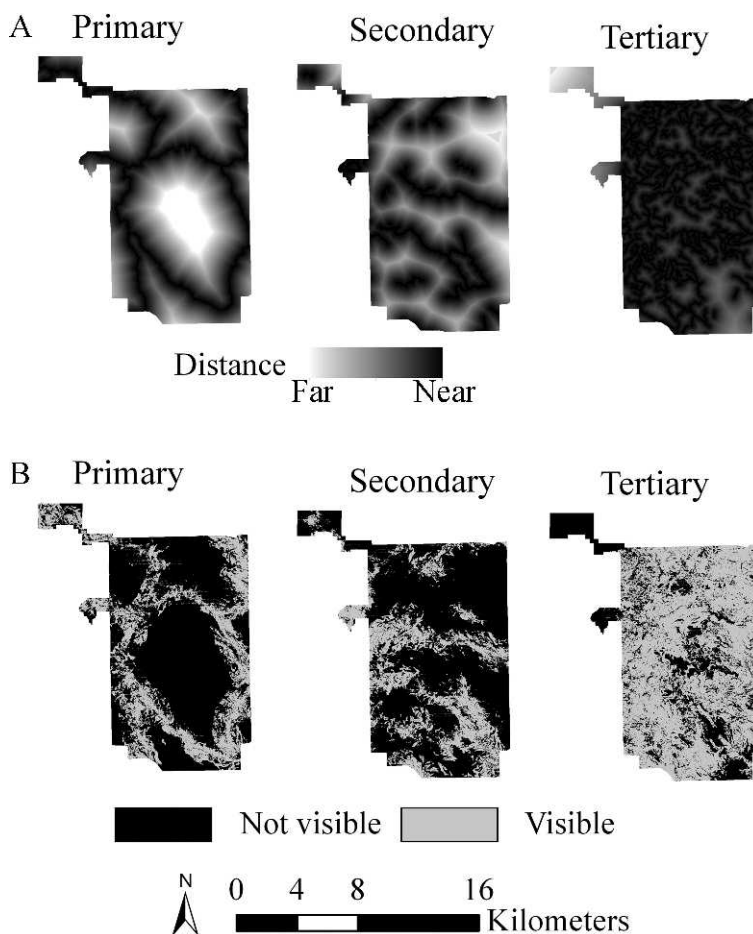 A Primary Secondary Tertiary
Distance
Far Near
B Primary Secondary Tertiary
Not visible Visible
N 0 4 8 16
Kilometers